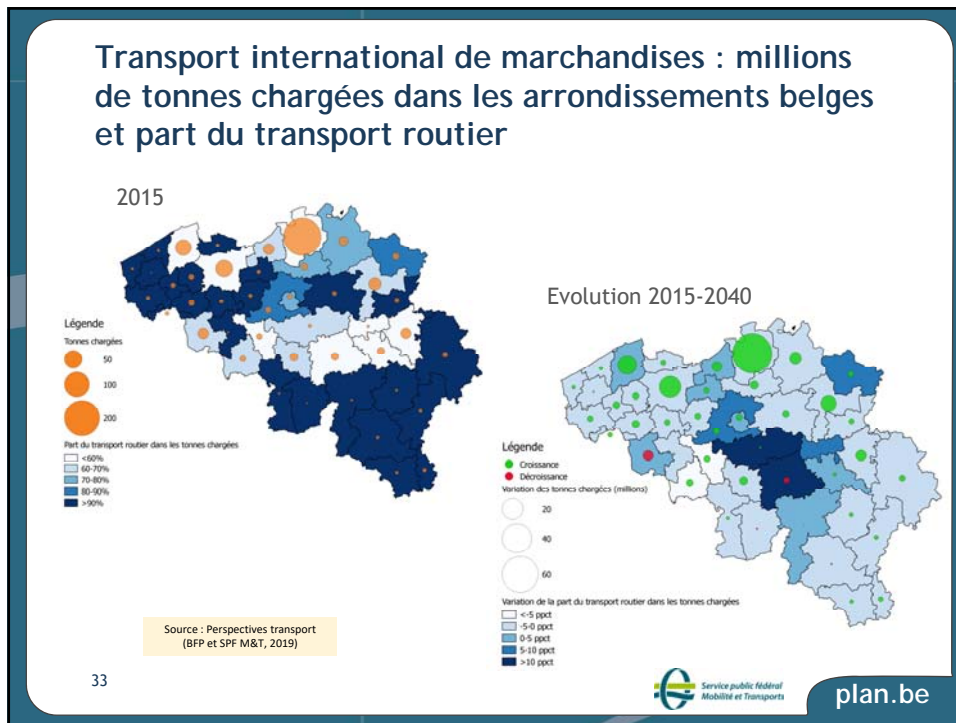 Transport international de marchandises : millions
de tonnes chargées dans les arrondissements belges
et part du transport routier
2015
Légende
Tonnes chargées
50
100
200
Part du transport routier dans les tonnes chargées
<60%
60-70%
70-80%
80-90%
>90%
Evolution 2015-2040
Légende
Croissance
Décroissance
Variation des tonnes chargées (millions)
20
40
60
Variation de la part du transport routier dans les tonnes chargées
<-5 ppct
-5-0 ppct
0-5 ppct
5-10 ppct
>10 ppct
Source : Perspectives transport
(BFP et SPF M&T, 2019)
33
Service public fédéral
Mobilité et Transports
plan.be